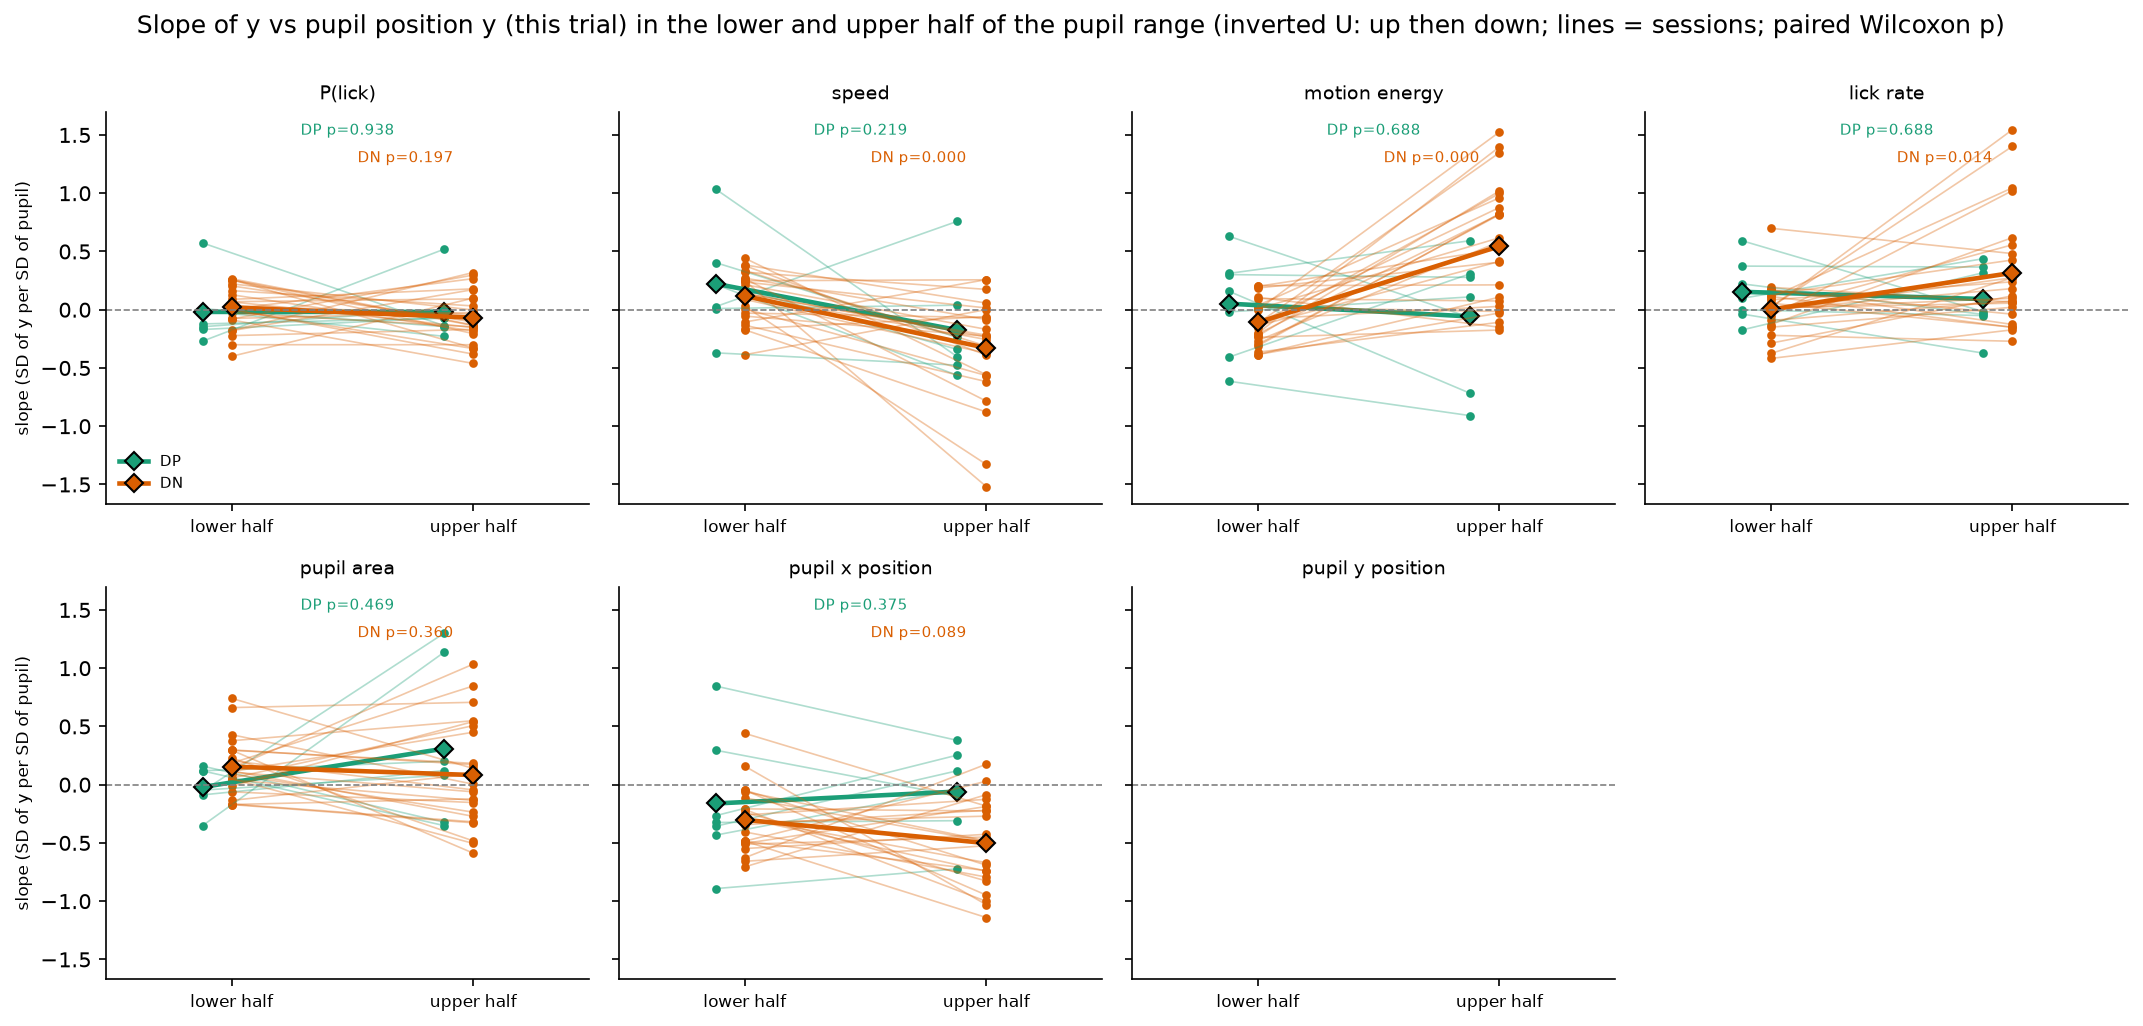 Slope of y vs pupil position y (this trial) in the lower and upper half of the pupil range (inverted U: up then down; lines = sessions; paired Wilcoxon p)
P(lick)
DP p=0.938
DN p=0.197
slope (SD of y per SD of pupil)
1.5
1.0
0.5
0.0
−0.5
−1.0
−1.5
DP
DN
lower half
upper half
speed
DP p=0.219
DN p=0.000
lower half
upper half
motion energy
DP p=0.688
DN p=0.000
lower half
upper half
lick rate
DP p=0.688
DN p=0.014
lower half
upper half
pupil area
DP p=0.469
DN p=0.360
slope (SD of y per SD of pupil)
1.5
1.0
0.5
0.0
−0.5
−1.0
−1.5
lower half
upper half
pupil x position
DP p=0.375
DN p=0.089
lower half
upper half
pupil y position
lower half
upper half